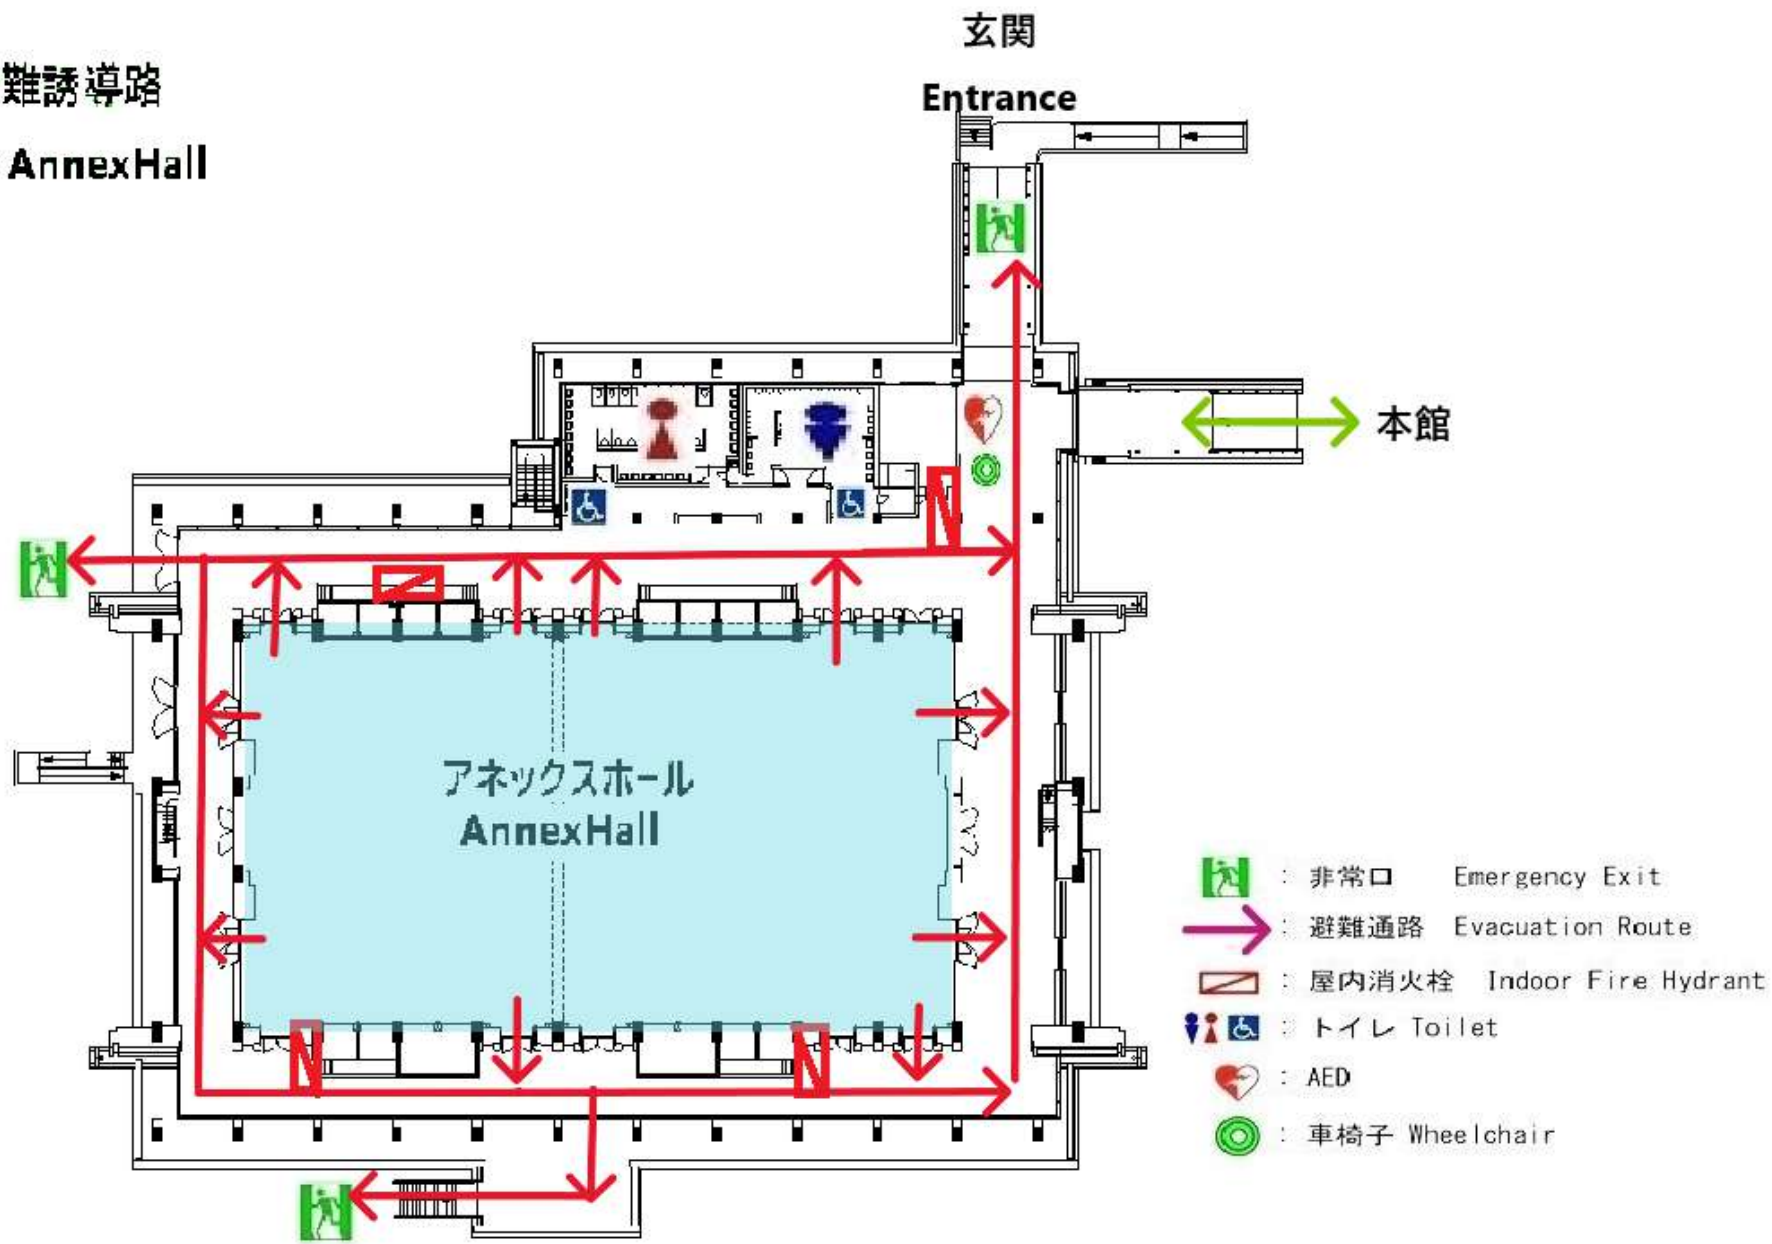 玄関
Entrance
難誘導路
AnnexHall
本館
アネックスホール
AnnexHall
: 非常口 Emergency Exit
: 避難通路 Evacuation Route
: 屋内消火栓 Indoor Fire Hydrant
: トイレ Toilet
: AED
: 車椅子 Wheelchair